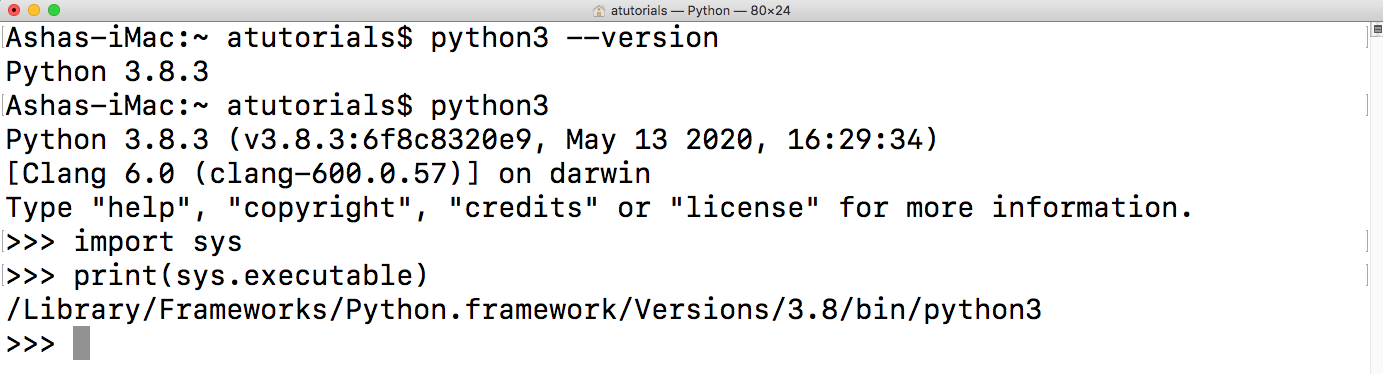 atutorials — Python — 80×24
Ashas-iMac:~ atutorials$ python3 --version
Python 3.8.3
Ashas-iMac:~ atutorials$ python3
Python 3.8.3 (v3.8.3:6f8c8320e9, May 13 2020, 16:29:34)
[Clang 6.0 (clang-600.0.57)] on darwin
Type "help", "copyright", "credits" or "license" for more information.
>>> import sys
>>> print(sys.executable)
/Library/Frameworks/Python.framework/Versions/3.8/bin/python3
>>>